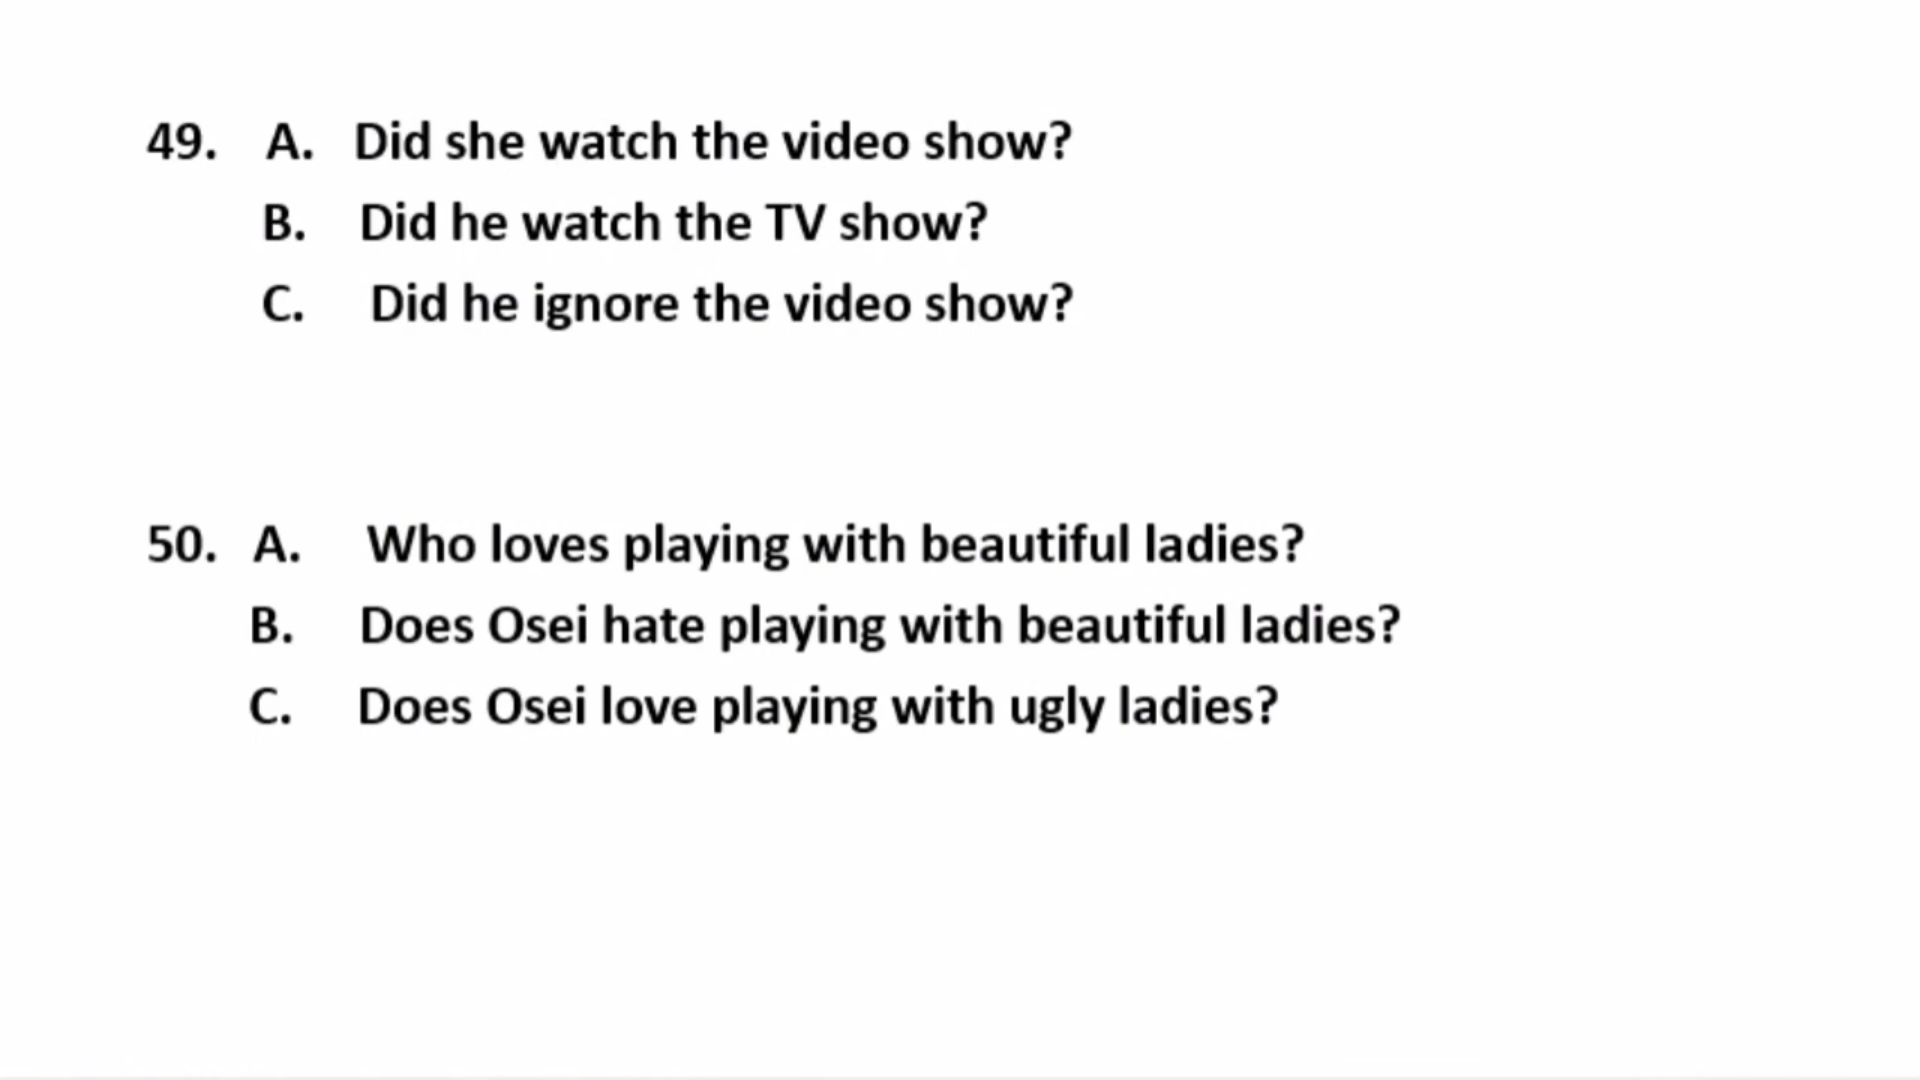 49. A. Did she watch the video show?
B. Did he watch the TV show?
C. Did he ignore the video show?
50. A. Who loves playing with beautiful ladies?
B. Does Osei hate playing with beautiful ladies?
C. Does Osei love playing with ugly ladies?